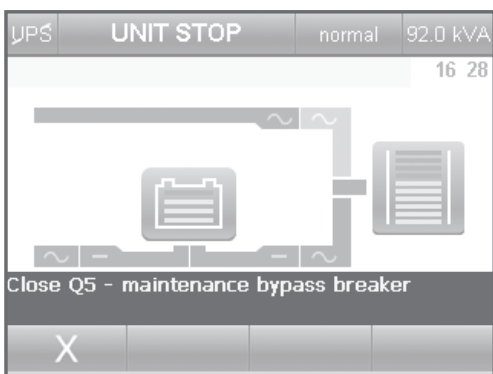 UPS UNIT STOP normal 92.0 kVA
16 28
Close Q5 - maintenance bypass breaker
X